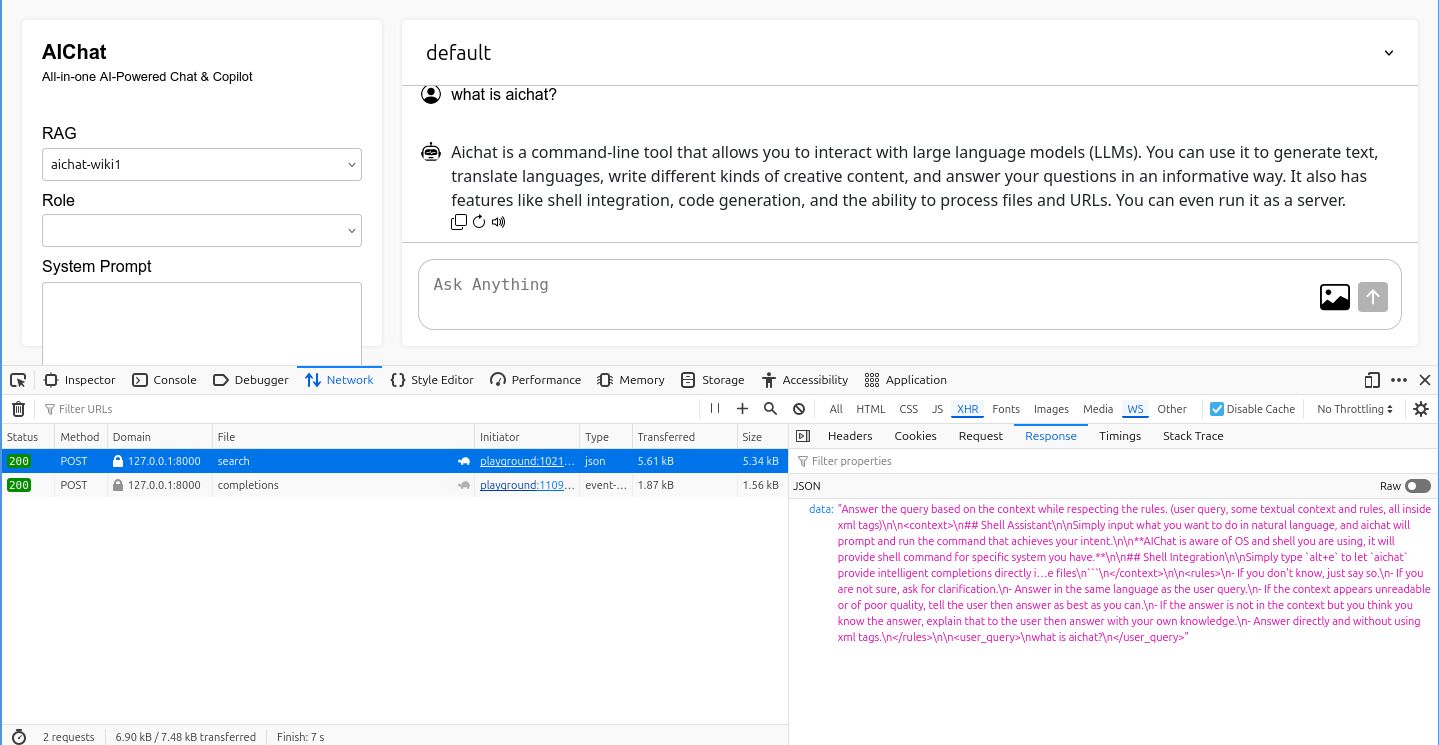 AIChat
All-in-one AI-Powered Chat & Copilot
RAG
aichat-wiki1
Role
System Prompt
default
what is aichat?
Aichat is a command-line tool that allows you to interact with large language models (LLMs). You can use it to generate text,
translate languages, write different kinds of creative content, and answer your questions in an informative way. It also has
features like shell integration, code generation, and the ability to process files and URLs. You can even run it as a server.
Ask Anything
Inspector Console Debugger Network Style Editor Performance Memory Storage Accessibility Application
Filter URLs All HTML CSS JS XHR Fonts Images Media WS Other Disable Cache No Throttling
Status Method Domain File Initiator Type Transferred Size
200 POST 127.0.0.1:8000 search playground:1021... json 5.61 kB 5.34 kB
200 POST 127.0.0.1:8000 completions playground:1109... event-... 1.87 kB 1.56 kB
2 requests 6.90 kB / 7.48 kB transferred Finish: 7 s
Headers Cookies Request Response Timings Stack Trace
Filter properties
JSON Raw
data: "Answer the query based on the context while respecting the rules. (user query, some textual context and rules, all inside
xml tags)\n\n<context>\n## Shell Assistant\n\nSimply input what you want to do in natural language, and aichat will
prompt and run the command that achieves your intent.\n\n**AIChat is aware of OS and shell you are using, it will
provide shell command for specific system you have.**\n\n## Shell Integration\n\nSimply type `alt+e` to let `aichat`
provide intelligent completions directly i…e files\n```\n</context>\n\n<rules>\n- If you don't know, just say so.\n- If you
are not sure, ask for clarification.\n- Answer in the same language as the user query.\n- If the context appears unreadable
or of poor quality, tell the user then answer as best as you can.\n- If the answer is not in the context but you think you
know the answer, explain that to the user then answer with your own knowledge.\n- Answer directly and without using
xml tags.\n</rules>\n\n<user_query>\nwhat is aichat?\n</user_query>"